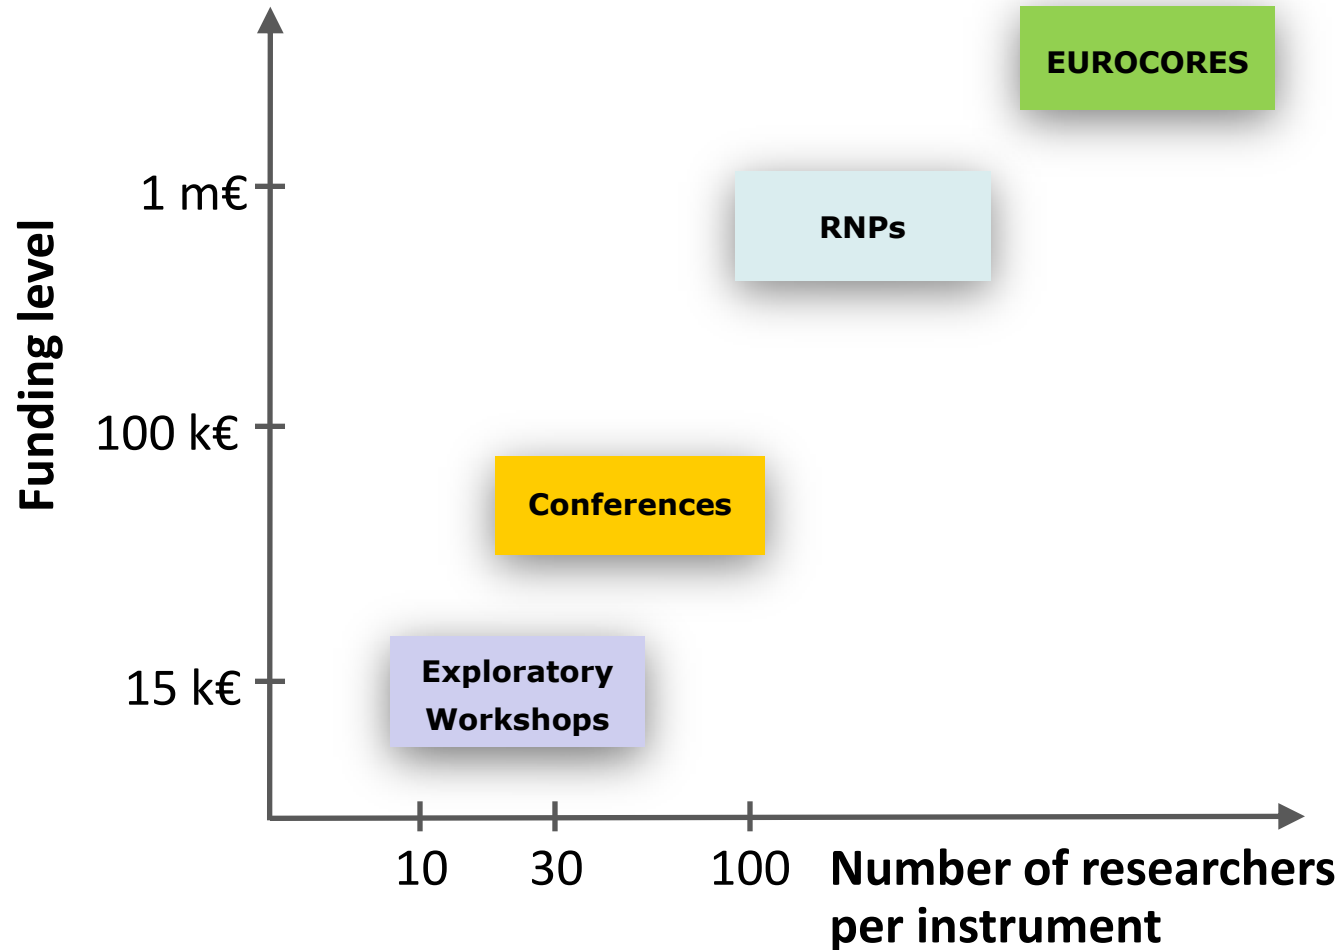 EUROCORES
1 m€
RNPs
Funding level
100 k€
Conferences
Exploratory
Workshops
15 k€
10 30 100
Number of researchers
per instrument